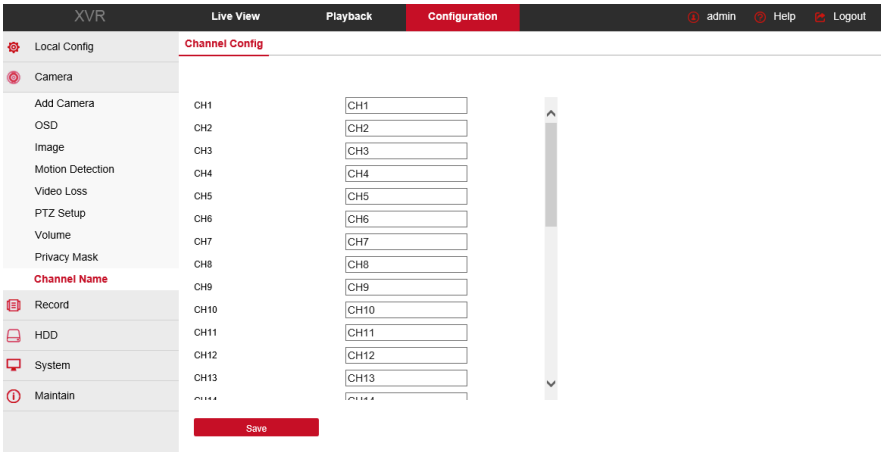 XVR Live View Playback Configuration admin Help Logout
Local Config
Camera
Add Camera
OSD
Image
Motion Detection
Video Loss
PTZ Setup
Volume
Privacy Mask
Channel Name
Record
HDD
System
Maintain
Channel Config
CH1 CH1
CH2 CH2
CH3 CH3
CH4 CH4
CH5 CH5
CH6 CH6
CH7 CH7
CH8 CH8
CH9 CH9
CH10 CH10
CH11 CH11
CH12 CH12
CH13 CH13
CH14 CH14
Save